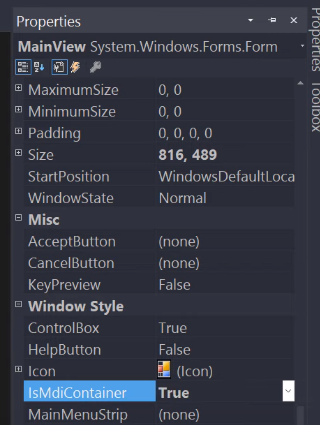 Properties
MainView System.Windows.Forms.Form
MaximumSize 0, 0
MinimumSize 0, 0
Padding 0, 0, 0, 0
Size 816, 489
StartPosition WindowsDefaultLoca
WindowState Normal
Misc
AcceptButton (none)
CancelButton (none)
KeyPreview False
Window Style
ControlBox True
HelpButton False
Icon (Icon)
IsMdiContainer True
MainMenuStrip (none)
Properties Toolbox